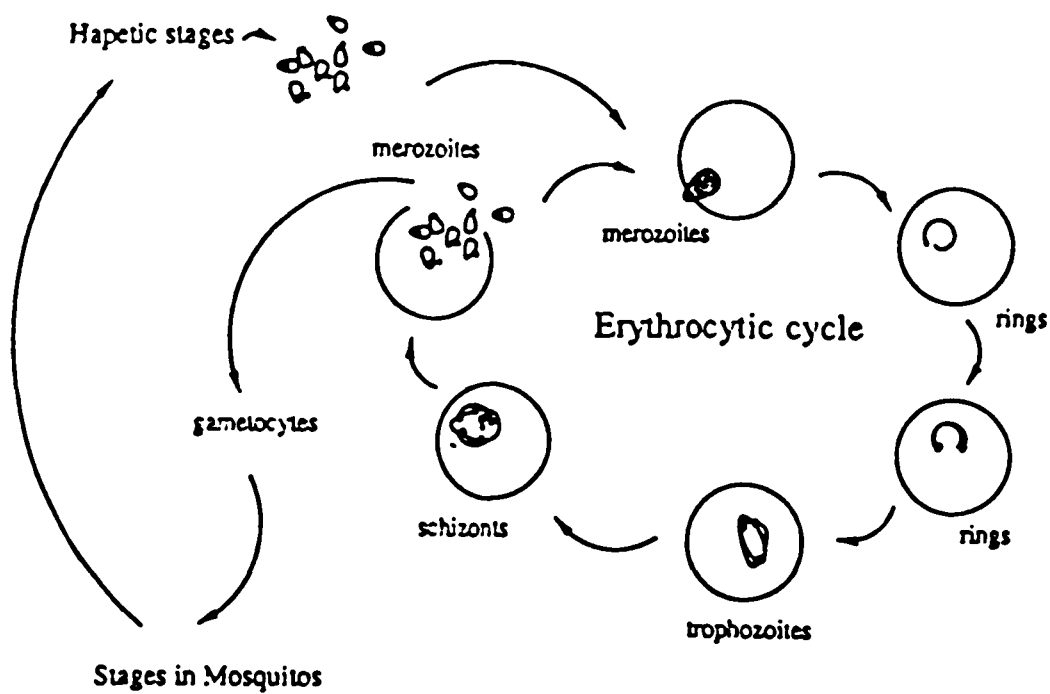 Hapetic stages
merozoites
merozoites
rings
Erythrocytic cycle
gametocytes
schizonts
rings
trophozoites
Stages in Mosquitos